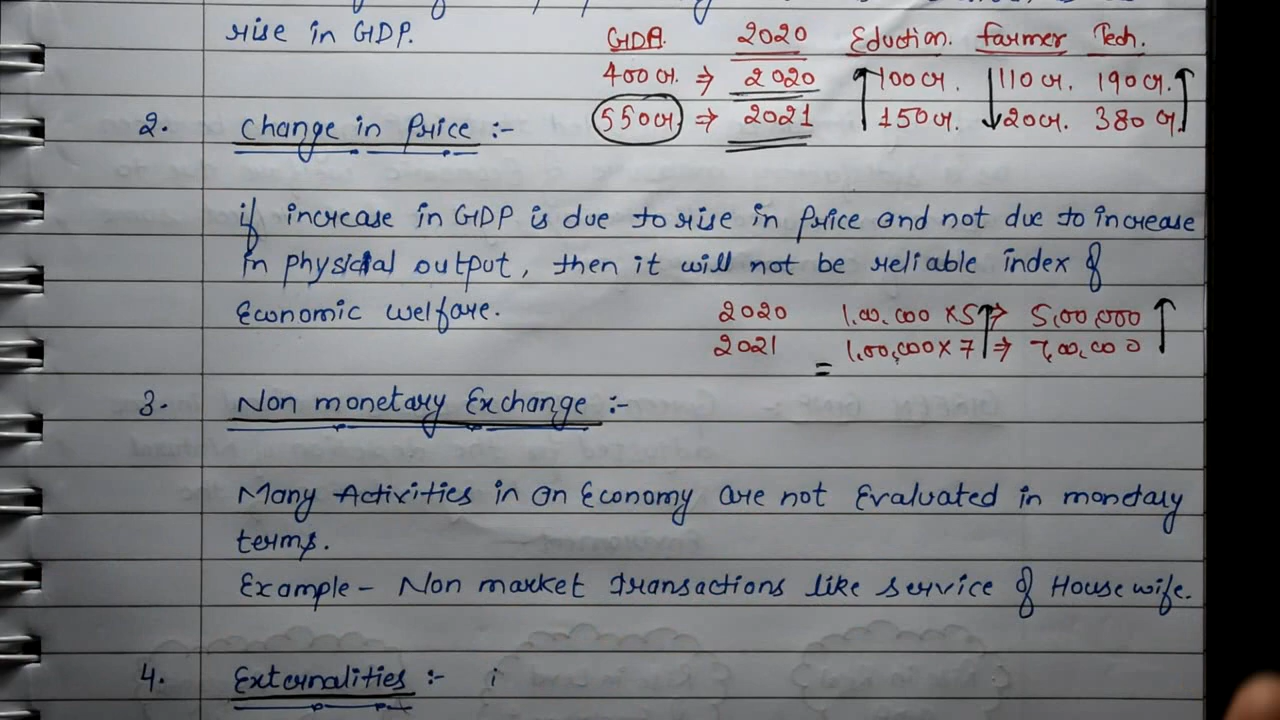 rise in GDP.
GDP. 2020 Eduction. farmer Tech.
400 cr. ⇒ 2020 ↑100 cr. ↓110 cr. 190 cr.↑
550 cr ⇒ 2021 150 cr. 20 cr. 380 cr.
2. Change in Price :-
if increase in GDP is due to rise in Price and not due to increase
in physical output, then it will not be reliable index of
Economic welfare.
2020 1,00,000 × 5 ⇒ 5,00,000 ↑
2021 1,00,000 × 7 ⇒ 7,00,000
=
3. Non monetary Exchange :-
Many Activities in an Economy are not Evaluated in monetary
terms.
Example - Non market transactions like service of House wife.
4. Externalities :- i